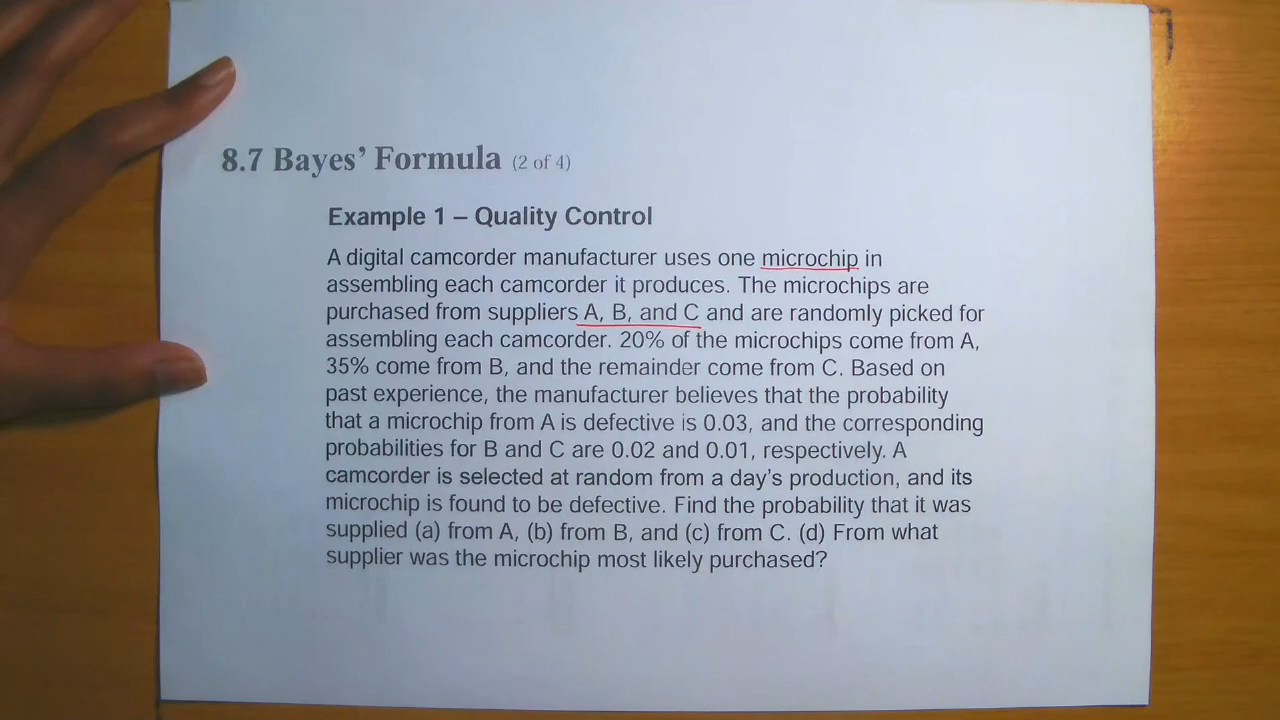 8.7 Bayes' Formula (2 of 4)
Example 1 – Quality Control
A digital camcorder manufacturer uses one microchip in
assembling each camcorder it produces. The microchips are
purchased from suppliers A, B, and C and are randomly picked for
assembling each camcorder. 20% of the microchips come from A,
35% come from B, and the remainder come from C. Based on
past experience, the manufacturer believes that the probability
that a microchip from A is defective is 0.03, and the corresponding
probabilities for B and C are 0.02 and 0.01, respectively. A
camcorder is selected at random from a day's production, and its
microchip is found to be defective. Find the probability that it was
supplied (a) from A, (b) from B, and (c) from C. (d) From what
supplier was the microchip most likely purchased?